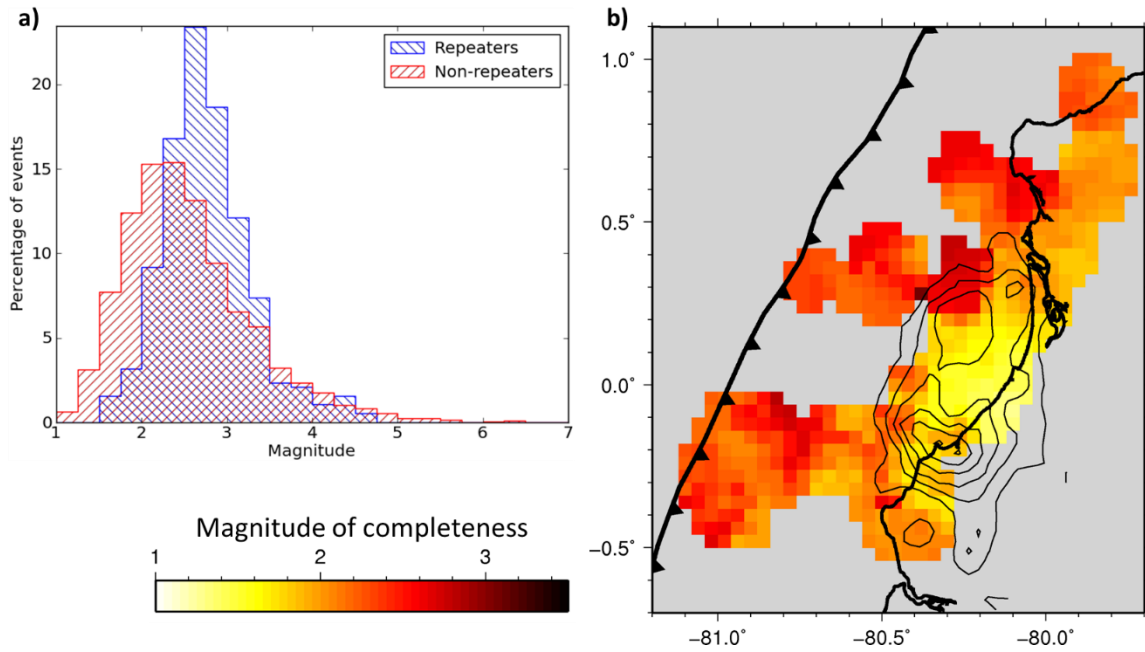 a)
Repeaters
Non-repeaters
Percentage of events
20
15
10
5
0
1 2 3 4 5 6 7
Magnitude
Magnitude of completeness
1 2 3
b)
1.0˚
0.5˚
0.0˚
−0.5˚
−81.0˚ −80.5˚ −80.0˚